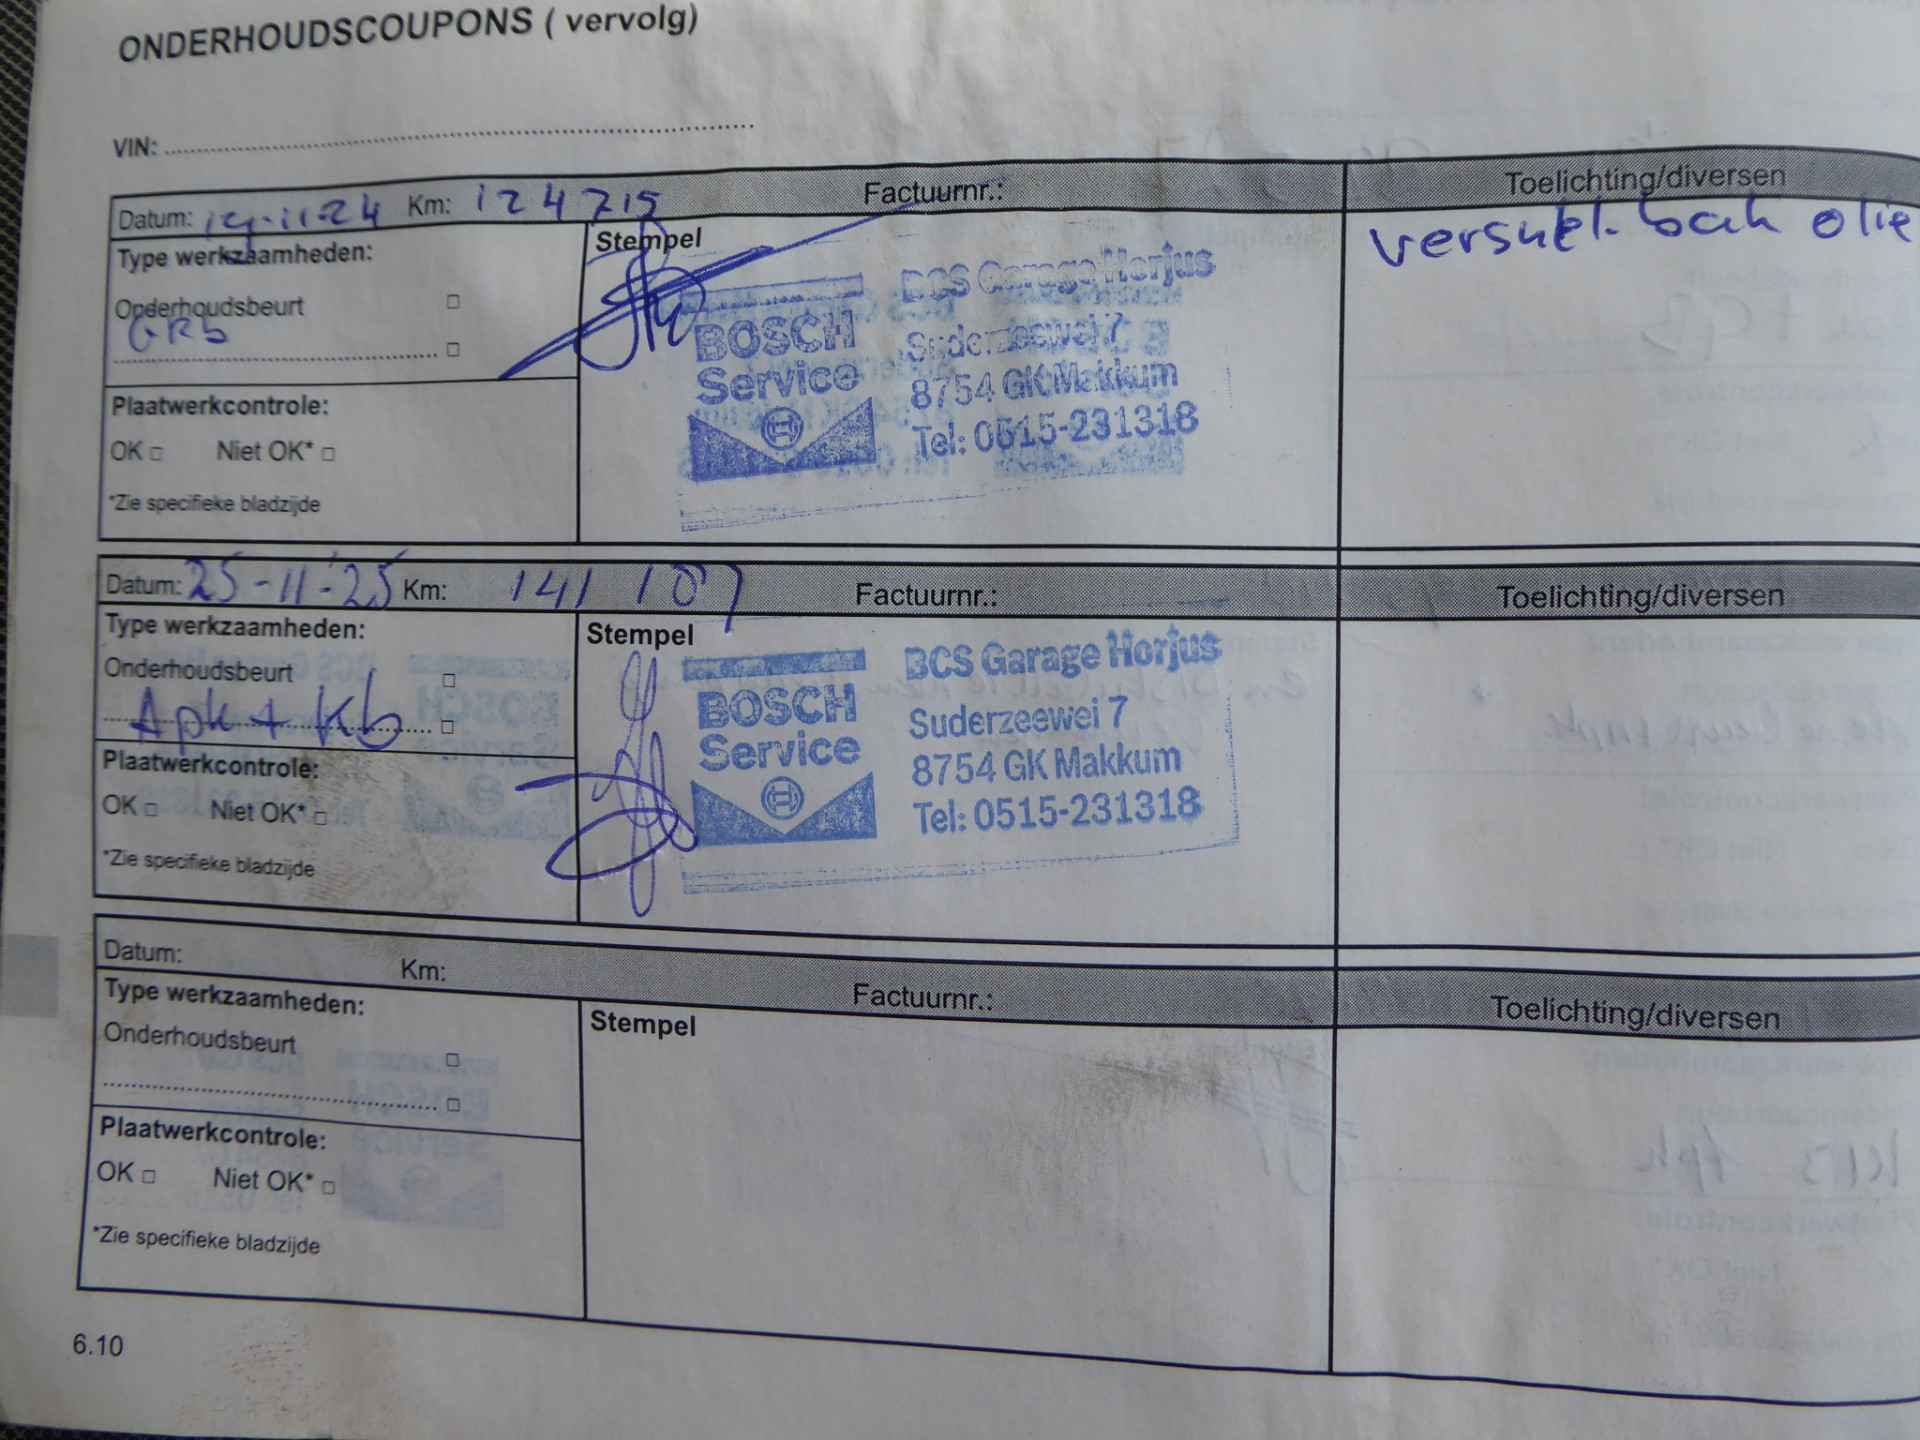 ONDERHOUDSCOUPONS ( vervolg)
VIN:
Datum: 19-11-24 Km: 124715 Factuurnr.: Toelichting/diversen
Type werkzaamheden:
Stempel
versnel. bak olie
Onderhoudsbeurt
GRb
BOSCH
Service
BCS Garage Horjus
Suderzeewei 7
8754 GK Makkum
Tel: 0515-231318
Plaatwerkcontrole:
OK Niet OK*
*Zie specifieke bladzijde
Datum: 25-11-'25 Km: 141 107 Factuurnr.: Toelichting/diversen
Type werkzaamheden:
Stempel
Onderhoudsbeurt
Apk + Kb
BOSCH
Service
BCS Garage Horjus
Suderzeewei 7
8754 GK Makkum
Tel: 0515-231318
Plaatwerkcontrole:
OK Niet OK*
*Zie specifieke bladzijde
Datum: Km: Factuurnr.: Toelichting/diversen
Type werkzaamheden:
Stempel
Onderhoudsbeurt
Plaatwerkcontrole:
OK Niet OK*
*Zie specifieke bladzijde
6.10